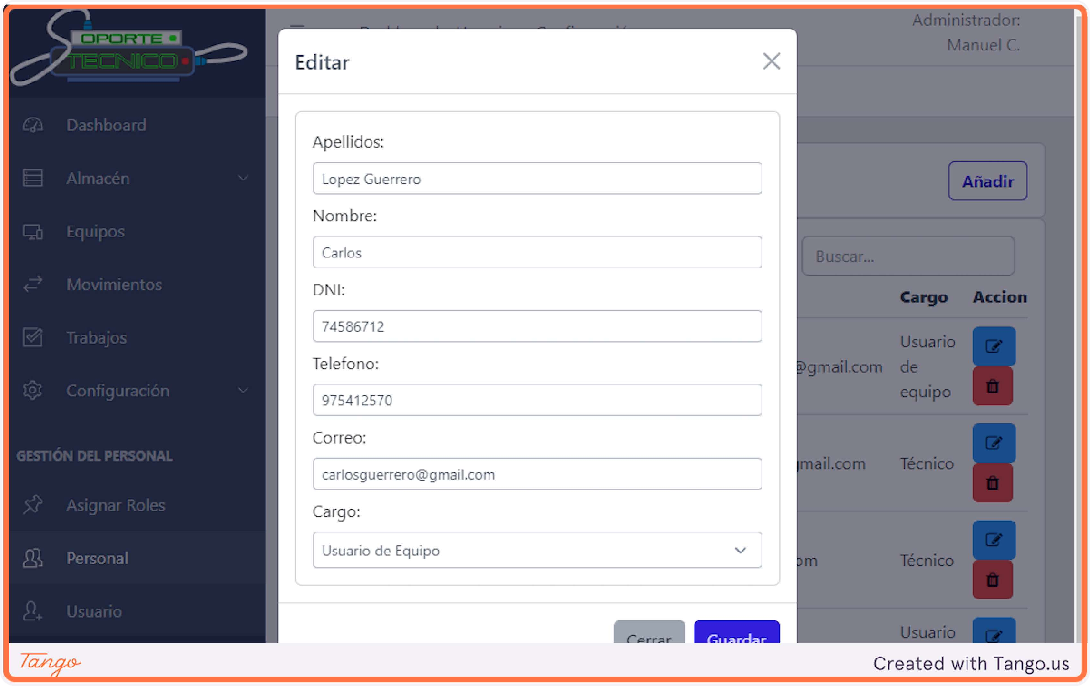 OPORTE
TECNICO
Dashboard
Almacén
Equipos
Movimientos
Trabajos
Configuración
GESTIÓN DEL PERSONAL
Asignar Roles
Personal
Usuario
Administrador:
Manuel C.
Editar
Apellidos:
Lopez Guerrero
Nombre:
Carlos
DNI:
74586712
Telefono:
975412570
Correo:
carlosguerrero@gmail.com
Cargo:
Usuario de Equipo
Cerrar
Guardar
Añadir
Buscar...
Cargo Accion
Usuario
@gmail.com de
equipo
gmail.com Técnico
om Técnico
Usuario
Tango
Created with Tango.us